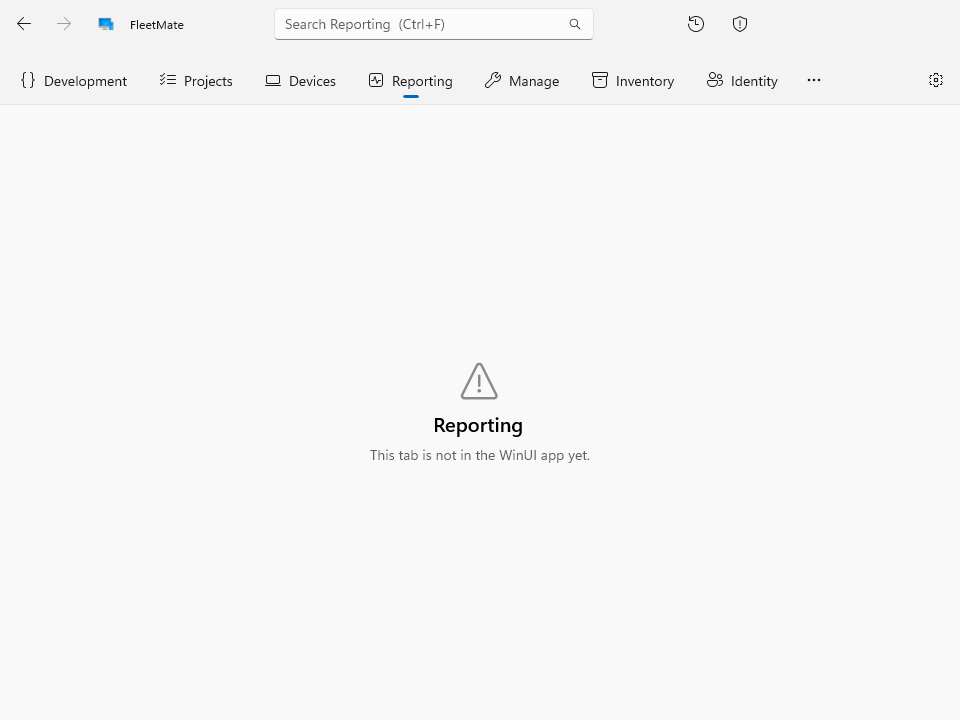 FleetMate
Search Reporting (Ctrl+F)
Development
Projects
Devices
Reporting
Manage
Inventory
Identity
Reporting
This tab is not in the WinUI app yet.